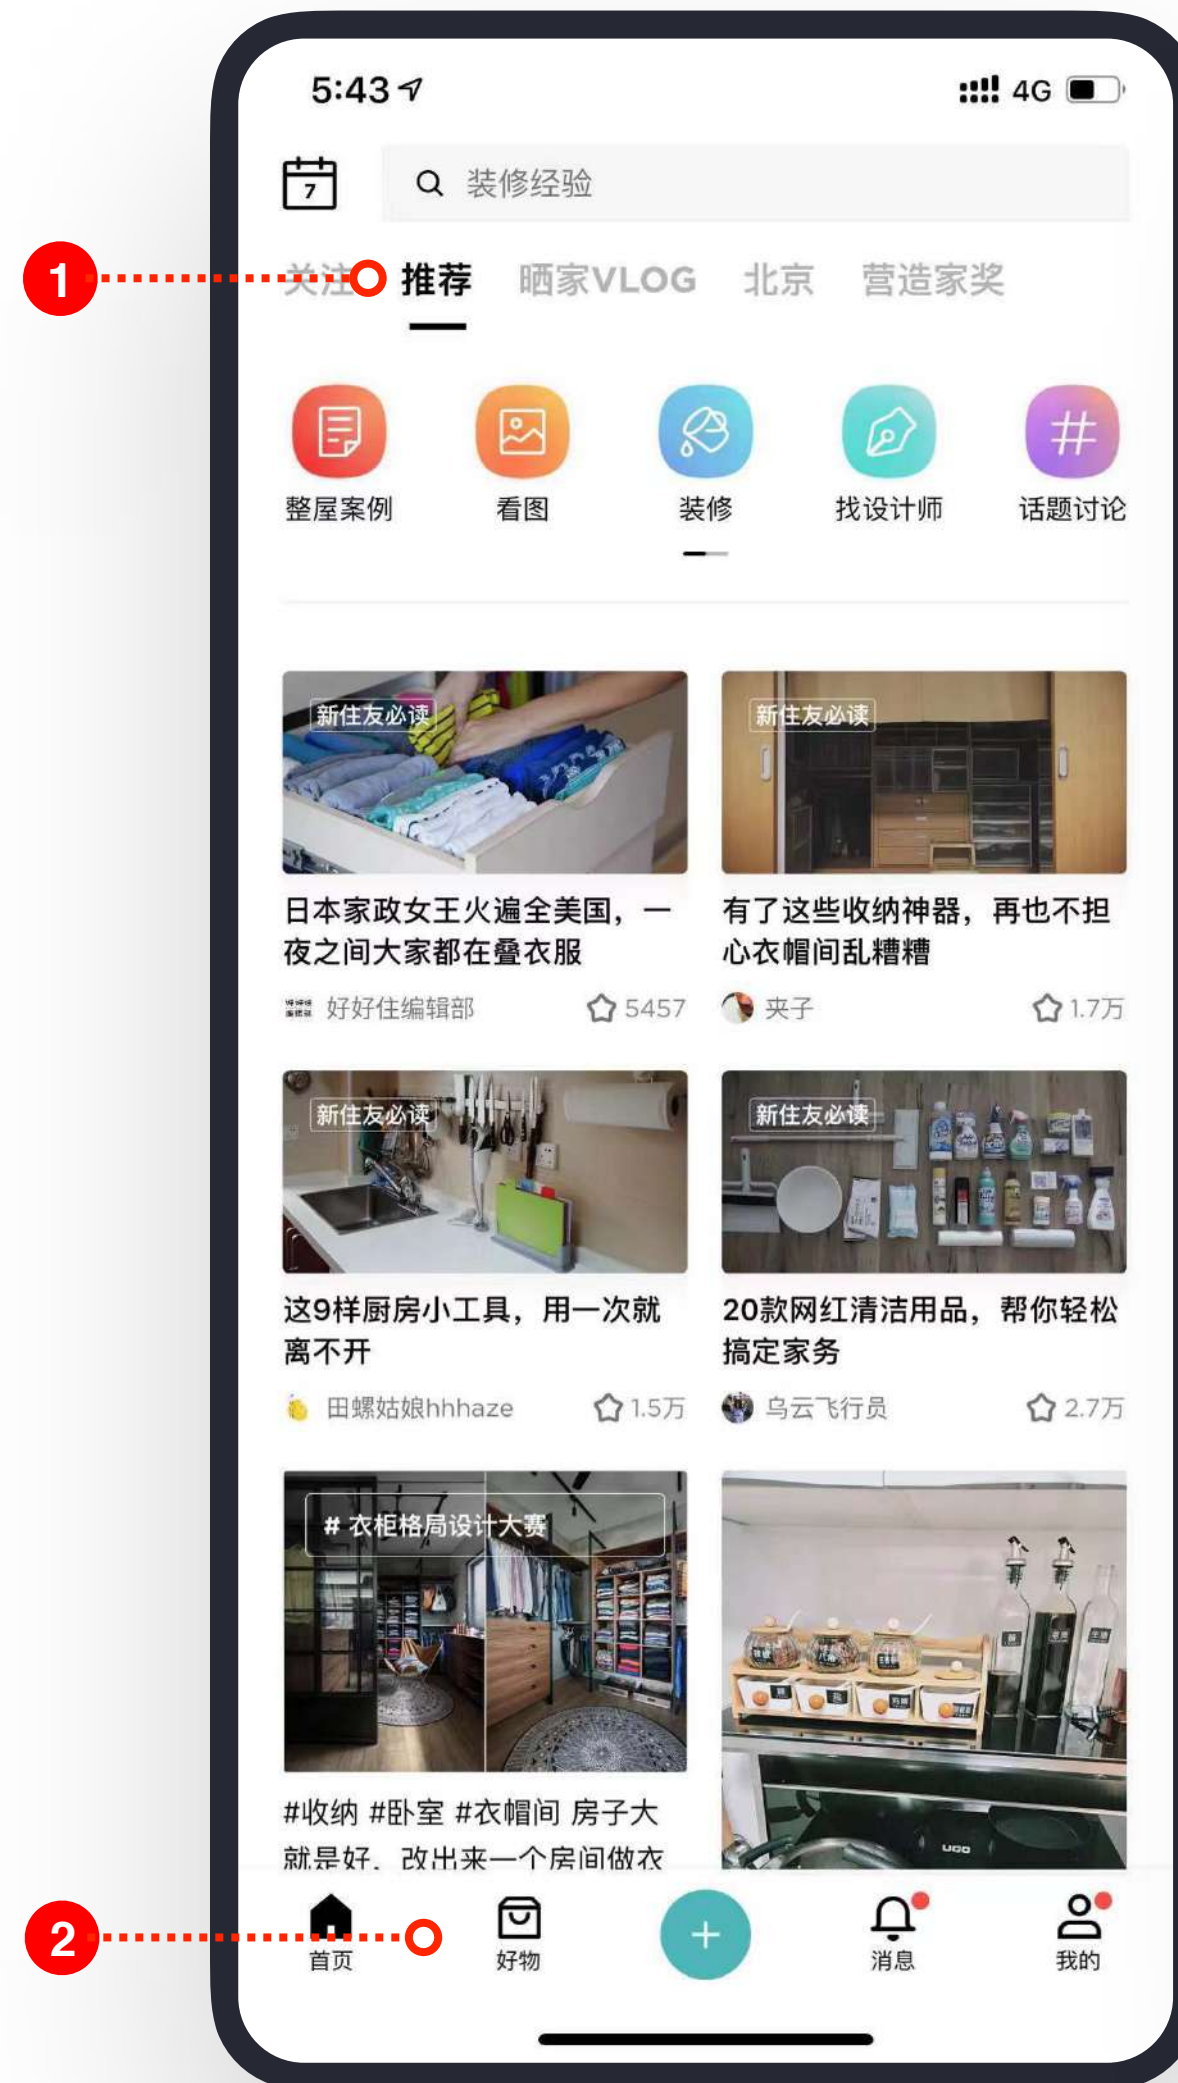 5:43
4G
7
装修经验
1
关注 推荐 晒家VLOG 北京 营造家奖
整屋案例 看图 装修 找设计师 话题讨论
新住友必读
日本家政女王火遍全美国，一
夜之间大家都在叠衣服
好好住编辑部 5457
新住友必读
有了这些收纳神器，再也不担
心衣帽间乱糟糟
夹子 1.7万
新住友必读
这9样厨房小工具，用一次就
离不开
田螺姑娘hhhaze 1.5万
新住友必读
20款网红清洁用品，帮你轻松
搞定家务
乌云飞行员 2.7万
# 衣柜格局设计大赛
#收纳 #卧室 #衣帽间 房子大
就是好，改出来一个房间做衣
UGO
2
首页 好物 消息 我的